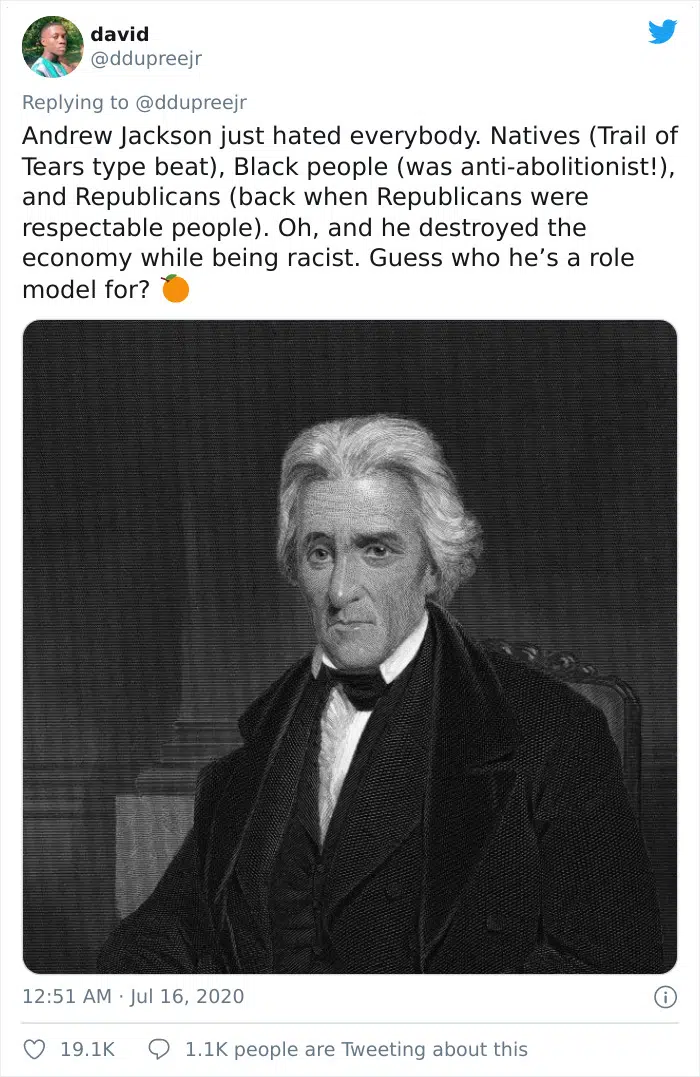 david
@ddupreejr
Replying to @ddupreejr
Andrew Jackson just hated everybody. Natives (Trail of
Tears type beat), Black people (was anti-abolitionist!),
and Republicans (back when Republicans were
respectable people). Oh, and he destroyed the
economy while being racist. Guess who he’s a role
model for? 🍊
12:51 AM · Jul 16, 2020
19.1K
1.1K people are Tweeting about this